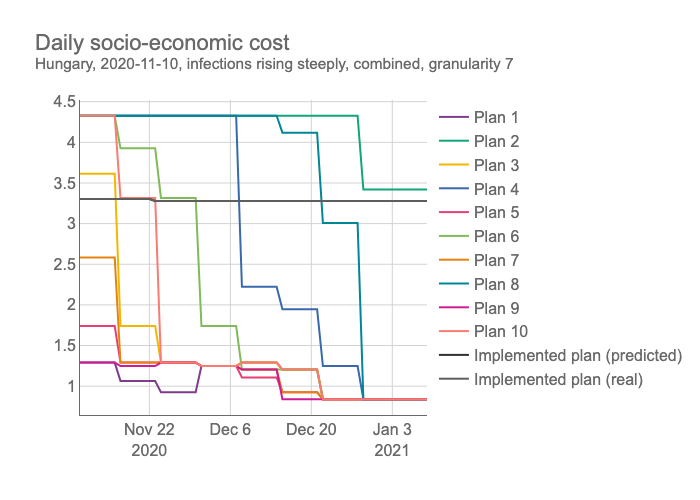 Daily socio-economic cost
Hungary, 2020-11-10, infections rising steeply, combined, granularity 7
4.5
4
3.5
3
2.5
2
1.5
1
Nov 22
2020
Dec 6
Dec 20
Jan 3
2021
Plan 1
Plan 2
Plan 3
Plan 4
Plan 5
Plan 6
Plan 7
Plan 8
Plan 9
Plan 10
Implemented plan (predicted)
Implemented plan (real)